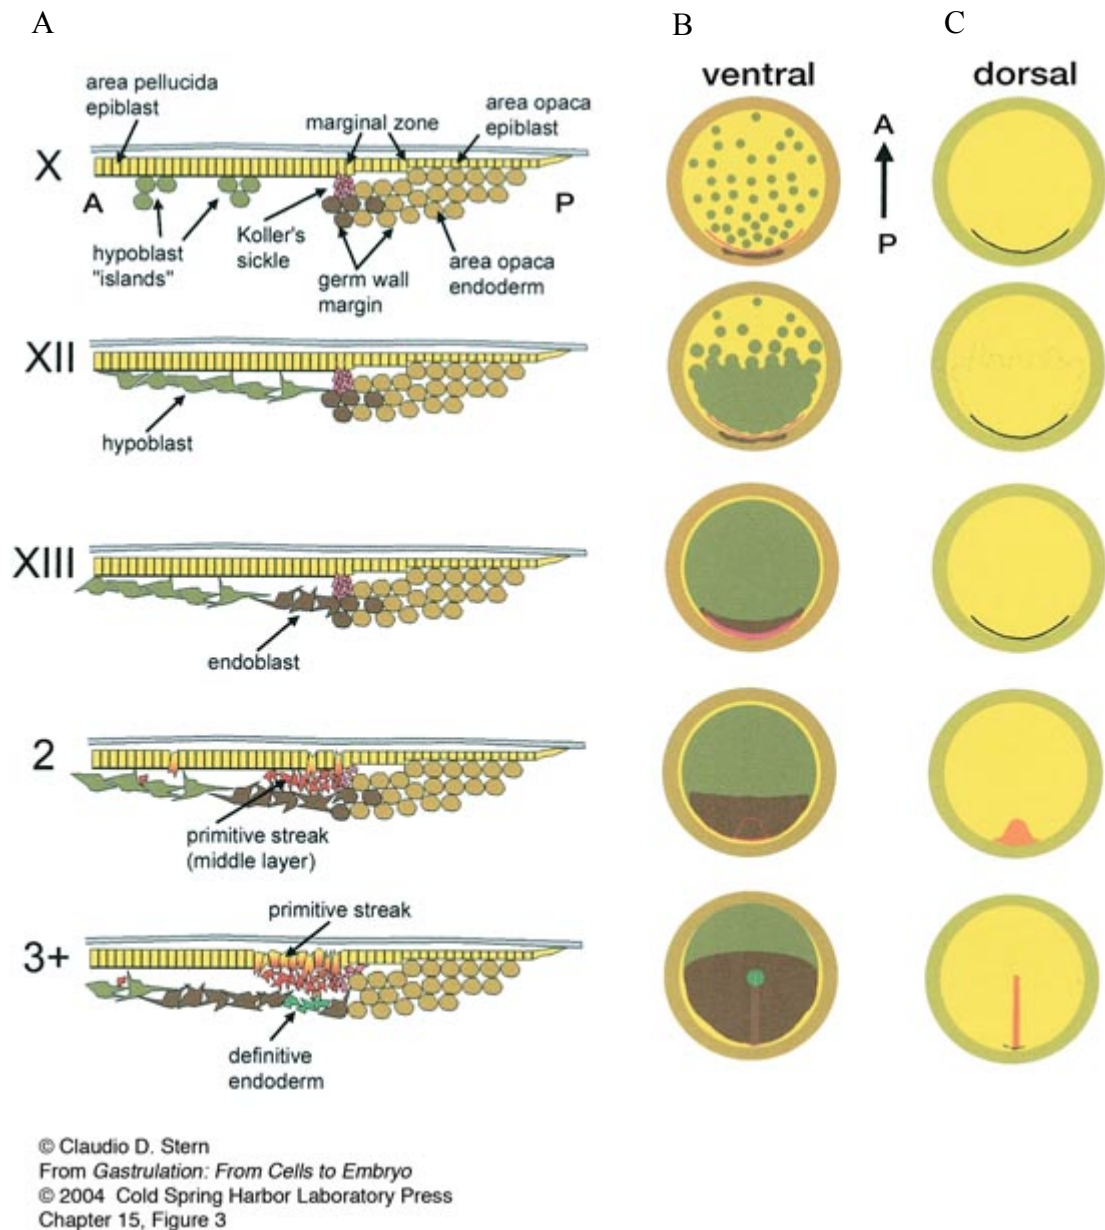 A
B
C
ventral
dorsal
area pellucida
epiblast
marginal zone
area opaca
epiblast
X
A
P
hypoblast
"islands"
Koller's
sickle
germ wall
margin
area opaca
endoderm
A
P
XII
hypoblast
XIII
endoblast
2
primitive streak
(middle layer)
primitive streak
3+
definitive
endoderm
© Claudio D. Stern
From Gastrulation: From Cells to Embryo
© 2004 Cold Spring Harbor Laboratory Press
Chapter 15, Figure 3